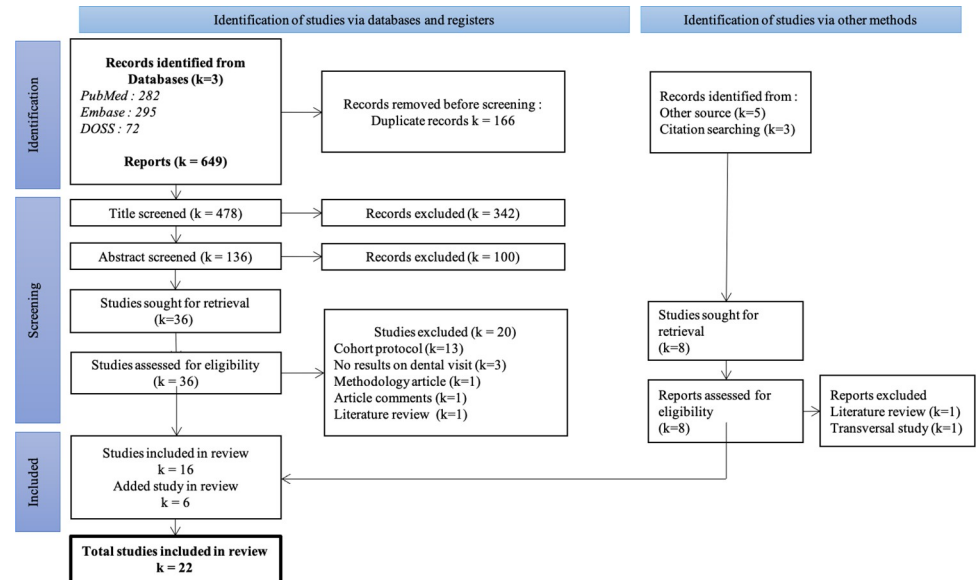 Identification of studies via databases and registers
Identification of studies via other methods
Identification
Records identified from
Databases (k=3)
PubMed : 282
Embase : 295
DOSS : 72
Reports (k = 649)
Records removed before screening :
Duplicate records k = 166
Records identified from :
Other source (k=5)
Citation searching (k=3)
Screening
Title screened (k = 478)
Records excluded (k = 342)
Abstract screened (k = 136)
Records excluded (k = 100)
Studies sought for retrieval
(k=36)
Studies assessed for eligibility
(k = 36)
Studies excluded (k = 20)
Cohort protocol (k=13)
No results on dental visit (k=3)
Methodology article (k=1)
Article comments (k=1)
Literature review (k=1)
Studies sought for
retrieval
(k=8)
Reports assessed for
eligibility
(k=8)
Reports excluded
Literature review (k=1)
Transversal study (k=1)
Included
Studies included in review
k = 16
Added study in review
k = 6
Total studies included in review
k = 22